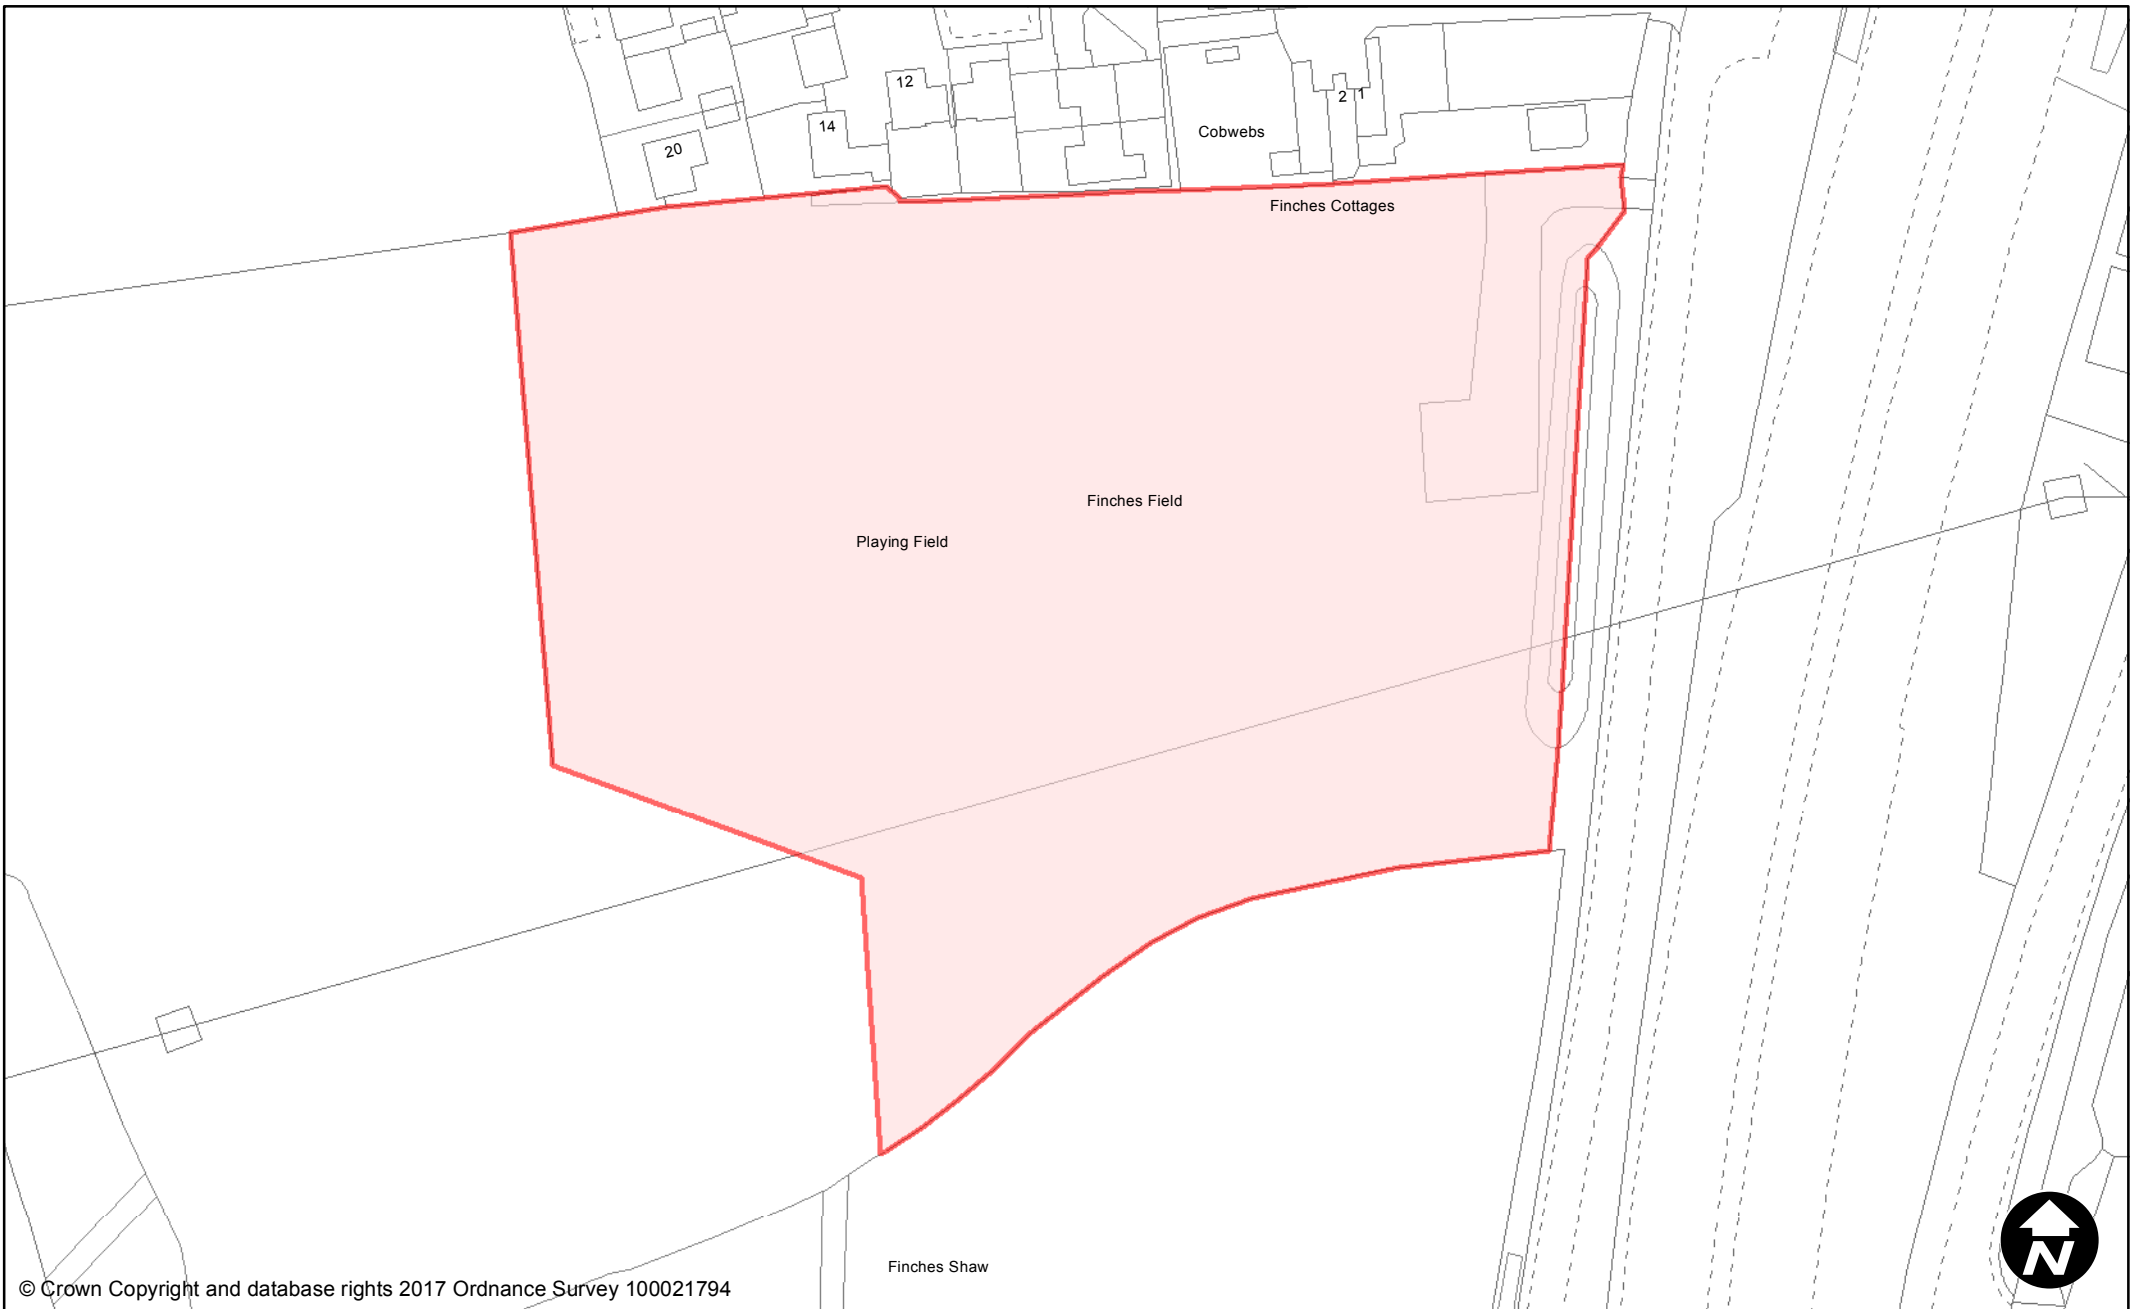 12
2 1
14
Cobwebs
20
Finches Cottages
Finches Field
Playing Field
Finches Shaw
N
© Crown Copyright and database rights 2017 Ordnance Survey 100021794